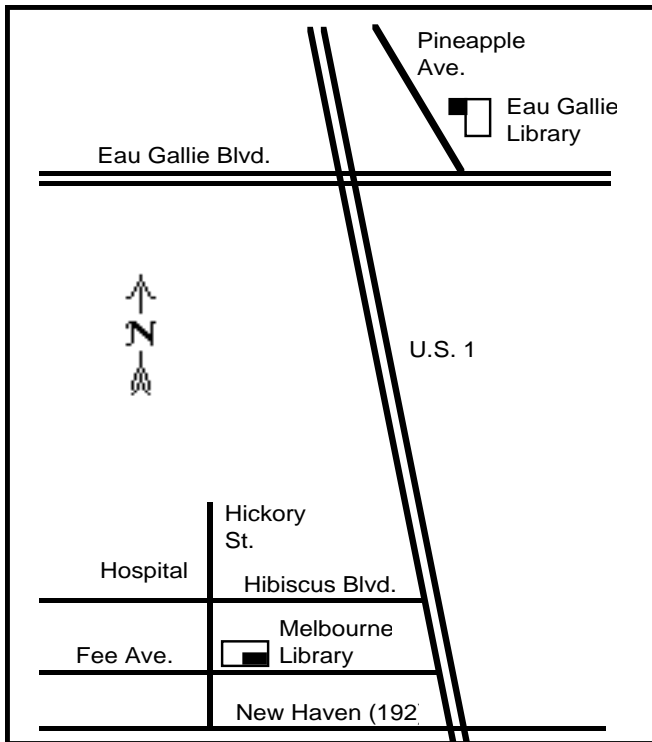 Pineapple
Ave.
Eau Gallie
Library
Eau Gallie Blvd.
N
U.S. 1
Hickory
St.
Hospital
Hibiscus Blvd.
Melbourne
Library
Fee Ave.
New Haven (192)